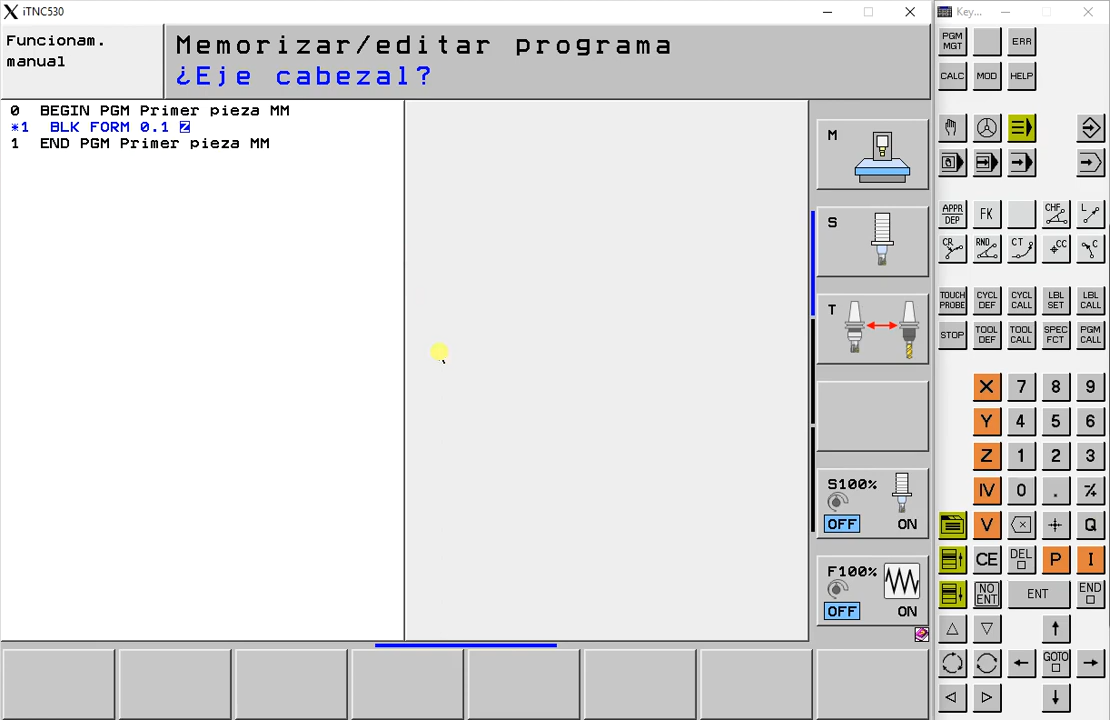 iTNC530
Key...
Funcionam.
manual
Memorizar/editar programa
¿Eje cabezal?
0 BEGIN PGM Primer pieza MM
*1 BLK FORM 0.1 Z
1 END PGM Primer pieza MM
M
S
T
S100%
OFF ON
F100%
OFF ON
PGM MGT
ERR
CALC
MOD
HELP
APPR DEP
FK
CHF
L
CR
RND
CT
CC
C
TOUCH PROBE
CYCL DEF
CYCL CALL
LBL SET
LBL CALL
STOP
TOOL DEF
TOOL CALL
SPEC FCT
PGM CALL
X 7 8 9
Y 4 5 6
Z 1 2 3
IV 0 .
V
Q
CE
DEL
P
I
NO ENT
ENT
END
GOTO